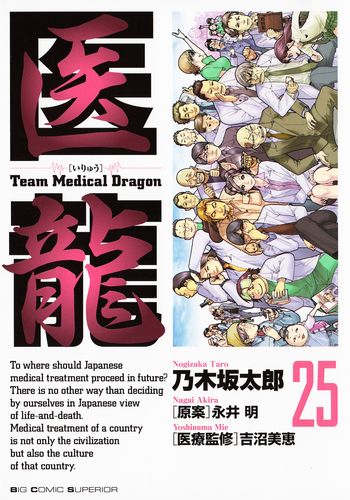 医
[いりゅう]
Team Medical Dragon
龍
To where should Japanese
medical treatment proceed in future?
There is no other way than deciding
by ourselves in Japanese view
of life-and-death.
Medical treatment of a country
is not only the civilization
but also the culture
of that country.
Nogizaka Taro
乃木坂太郎
Nagai Akira
[原案]永井 明
Yoshinuma Mie
[医療監修]吉沼美恵
25
BIG COMIC SUPERIOR